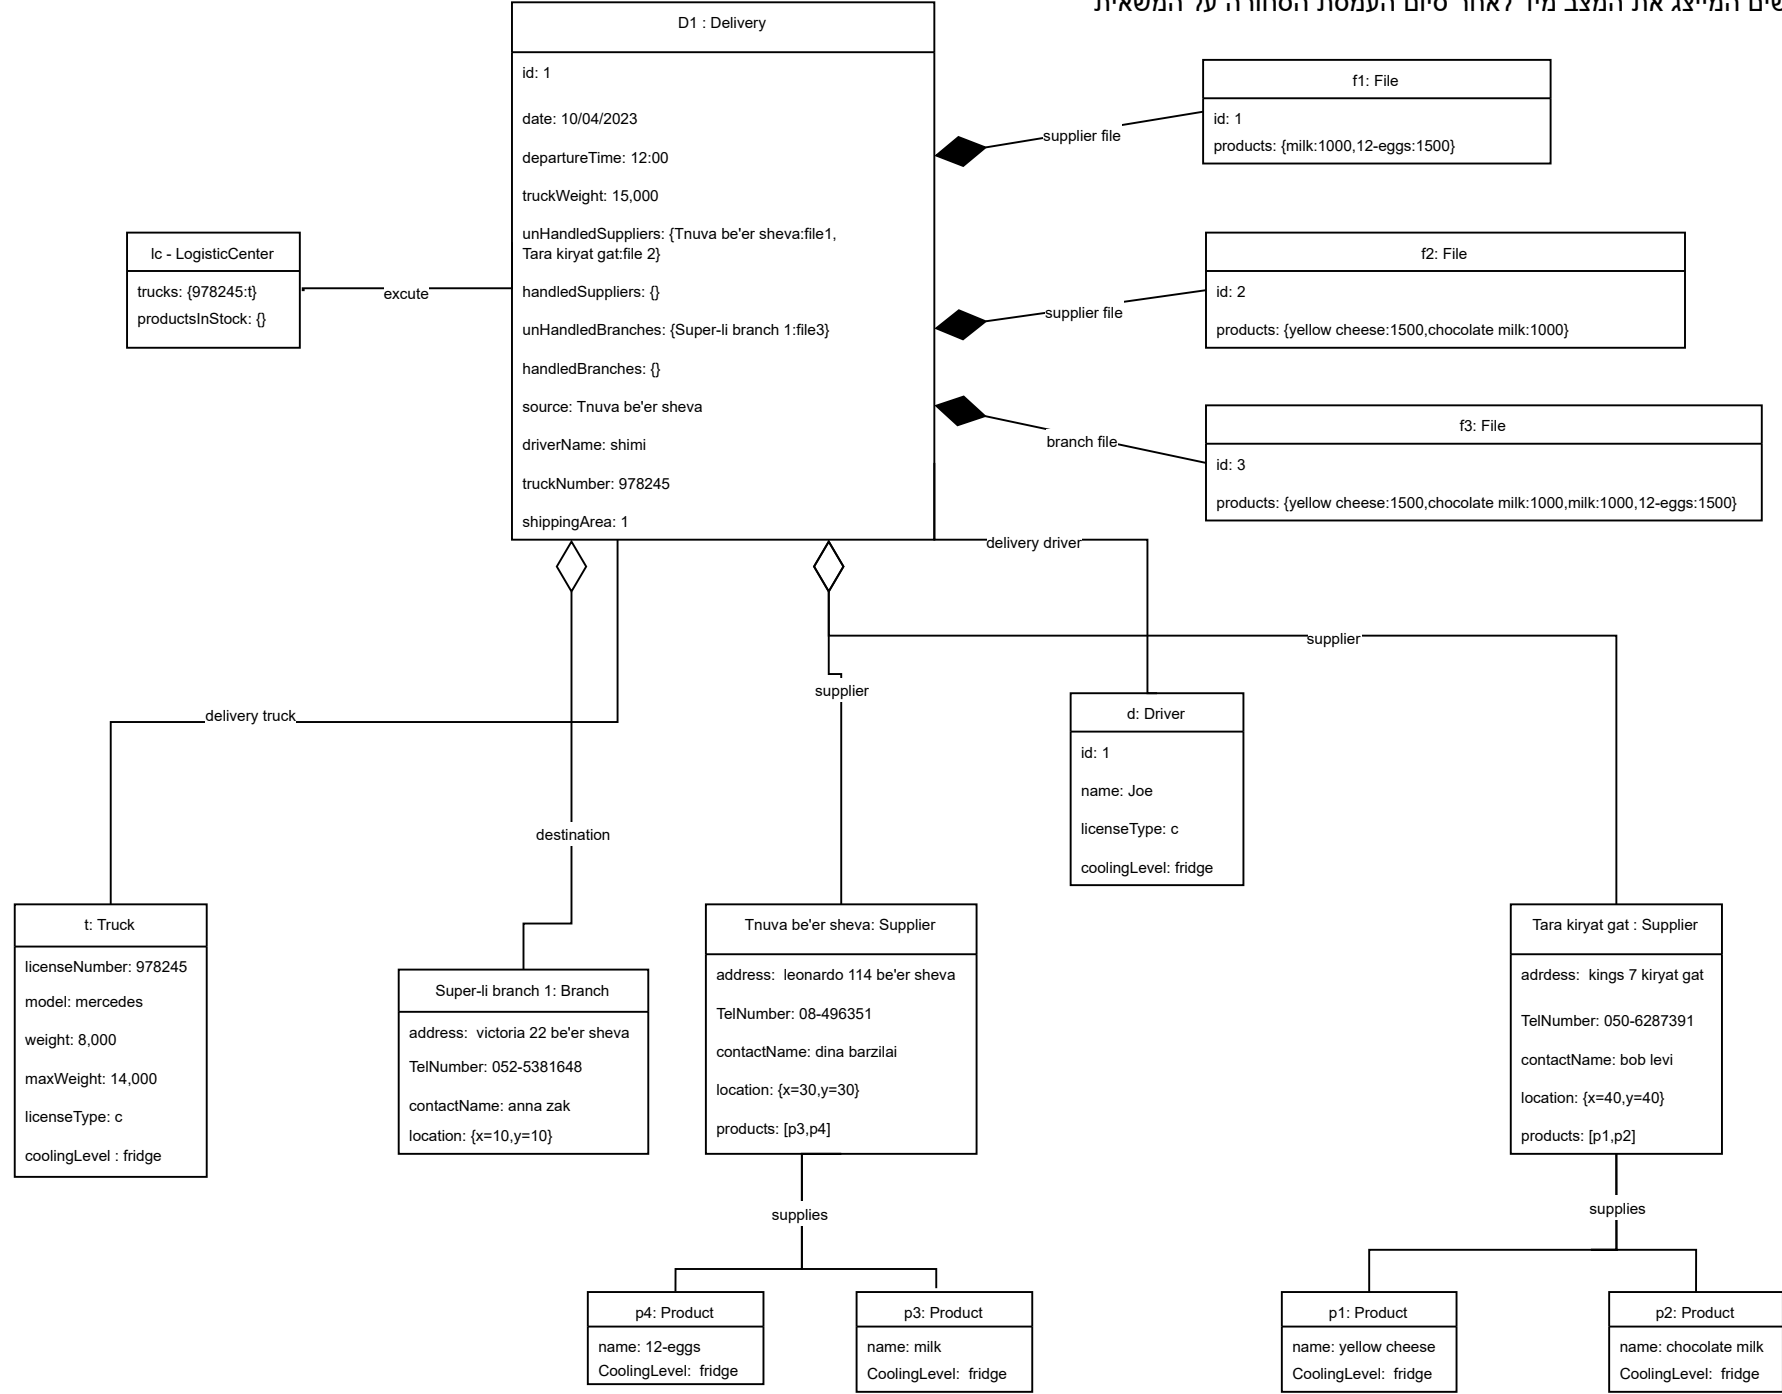 המייצג את המצב מיד לאחר סיום העמסת הסחורה על המשאית
D1 : Delivery
id: 1
date: 10/04/2023
departureTime: 12:00
truckWeight: 15,000
unHandledSuppliers: {Tnuva be'er sheva:file1,
Tara kiryat gat:file 2}
handledSuppliers: {}
unHandledBranches: {Super-li branch 1:file3}
handledBranches: {}
source: Tnuva be'er sheva
driverName: shimi
truckNumber: 978245
shippingArea: 1
f1: File
id: 1
products: {milk:1000,12-eggs:1500}
supplier file
lc - LogisticCenter
trucks: {978245:t}
productsInStock: {}
excute
f2: File
id: 2
products: {yellow cheese:1500,chocolate milk:1000}
supplier file
f3: File
id: 3
products: {yellow cheese:1500,chocolate milk:1000,milk:1000,12-eggs:1500}
branch file
delivery driver
supplier
supplier
delivery truck
destination
d: Driver
id: 1
name: Joe
licenseType: c
coolingLevel: fridge
t: Truck
licenseNumber: 978245
model: mercedes
weight: 8,000
maxWeight: 14,000
licenseType: c
coolingLevel : fridge
Super-li branch 1: Branch
address: victoria 22 be'er sheva
TelNumber: 052-5381648
contactName: anna zak
location: {x=10,y=10}
Tnuva be'er sheva: Supplier
address: leonardo 114 be'er sheva
TelNumber: 08-496351
contactName: dina barzilai
location: {x=30,y=30}
products: [p3,p4]
Tara kiryat gat : Supplier
adrdess: kings 7 kiryat gat
TelNumber: 050-6287391
contactName: bob levi
location: {x=40,y=40}
products: [p1,p2]
supplies
supplies
p4: Product
name: 12-eggs
CoolingLevel: fridge
p3: Product
name: milk
CoolingLevel: fridge
p1: Product
name: yellow cheese
CoolingLevel: fridge
p2: Product
name: chocolate milk
CoolingLevel: fridge